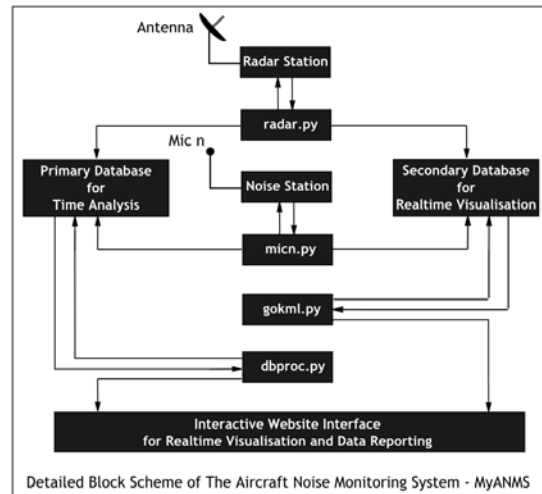 Antenna
Radar Station
radar.py
Mic n
Primary Database
for
Time Analysis
Noise Station
Secondary Database
for
Realtime Visualisation
micn.py
gokml.py
dbproc.py
Interactive Website Interface
for Realtime Visualisation and Data Reporting
Detailed Block Scheme of The Aircraft Noise Monitoring System - MyANMS